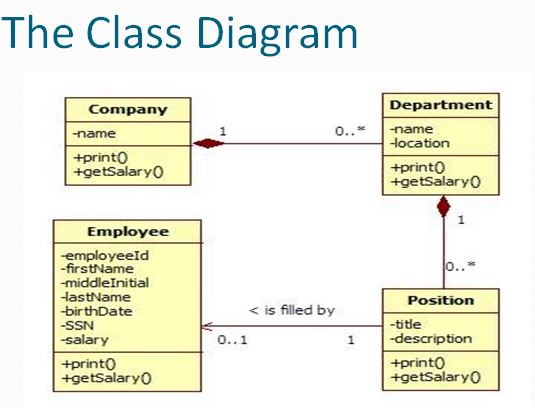 The Class Diagram
Company
-name
+print()
+getSalary()
1
0..*
Department
-name
-location
+print()
+getSalary()
1
0..*
Employee
-employeeId
-firstName
-middleInitial
-lastName
-birthDate
-SSN
-salary
+print()
+getSalary()
< is filled by
0..1
1
Position
-title
-description
+print()
+getSalary()